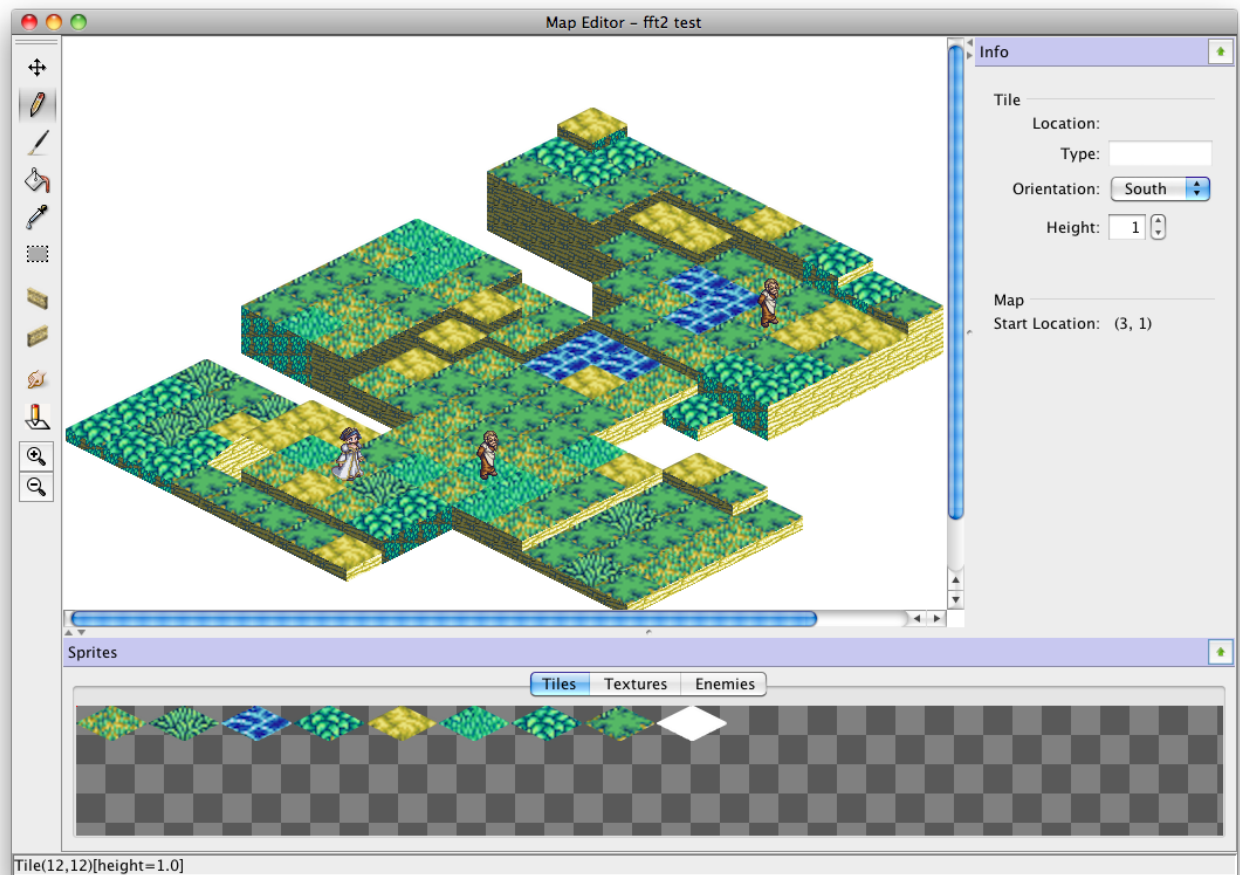 Map Editor – fft2 test
Info
Tile
Location:
Type:
Orientation: South
Height: 1
Map
Start Location: (3, 1)
Sprites
Tiles Textures Enemies
Tile(12,12)[height=1.0]